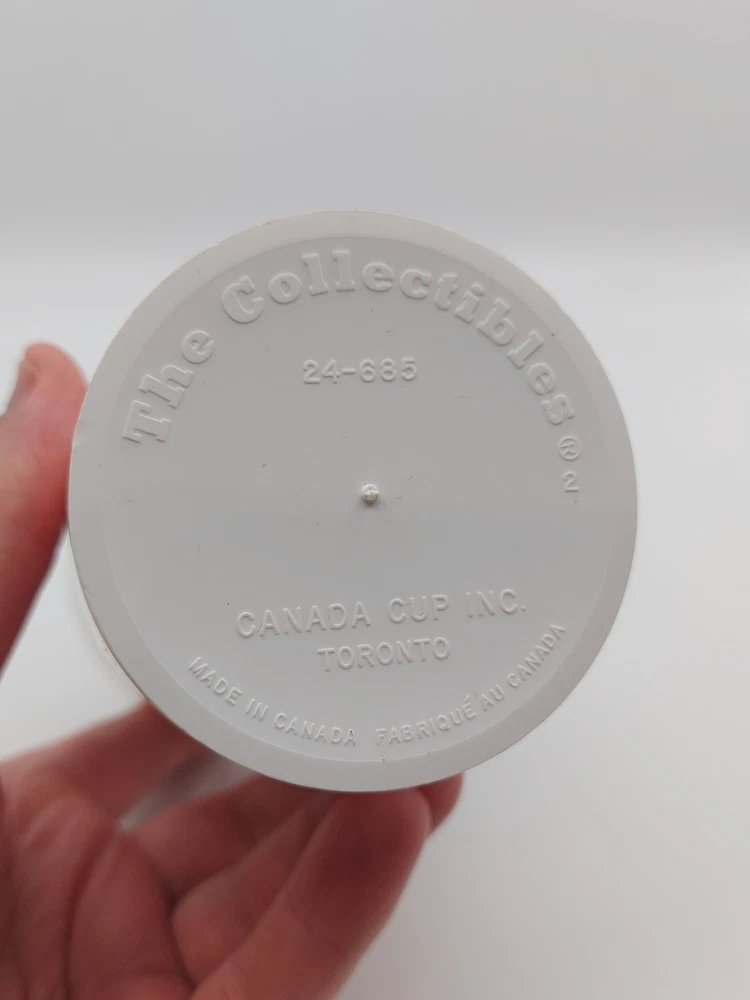 The Collectibles ® 2
24-685
CANADA CUP INC.
TORONTO
MADE IN CANADA FABRIQUÉ AU CANADA